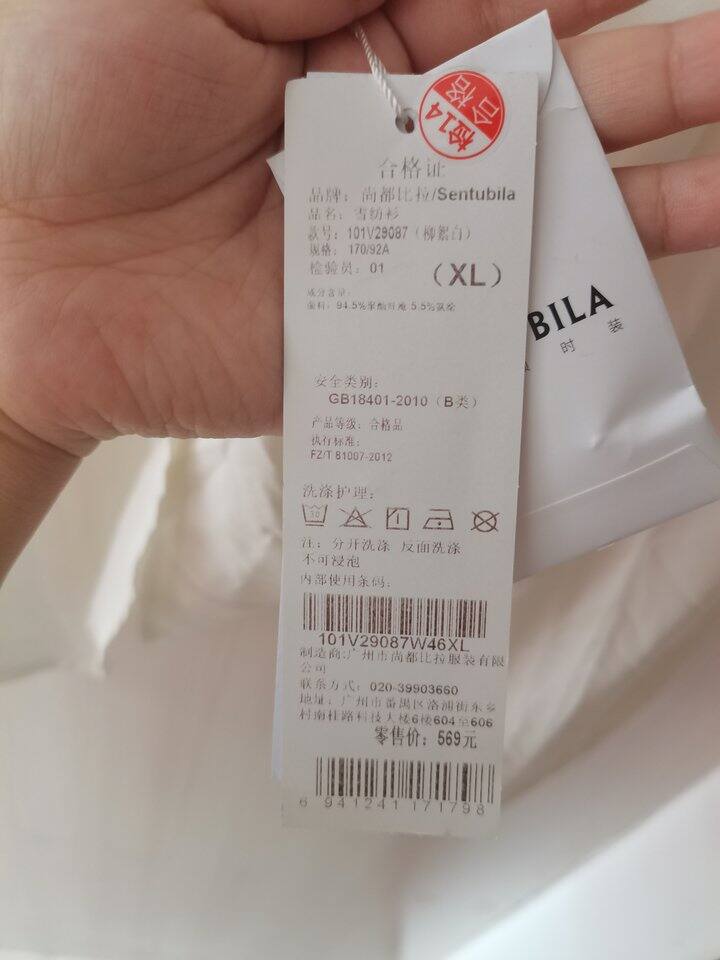 检14
合格
合格证
品牌: 尚都比拉/Sentubila
品名: 雪纺衫
款号: 101V29087（柳絮白）
规格: 170/92A
检验员: 01
（XL）
成分含量:
面料: 94.5%聚酯纤维 5.5%氨纶
安全类别:
GB18401-2010（B类）
产品等级: 合格品
执行标准:
FZ/T 81007-2012
洗涤护理:
30
注: 分开洗涤 反面洗涤
不可浸泡
内部使用条码:
101V29087W46XL
制造商:广州市尚都比拉服装有限
公司
联系方式: 020-39903660
地址: 广州市番禺区洛浦街东乡
村南桂路科技大楼6楼604至606
零售价: 569元
6 941241 171798
BILA
时 装